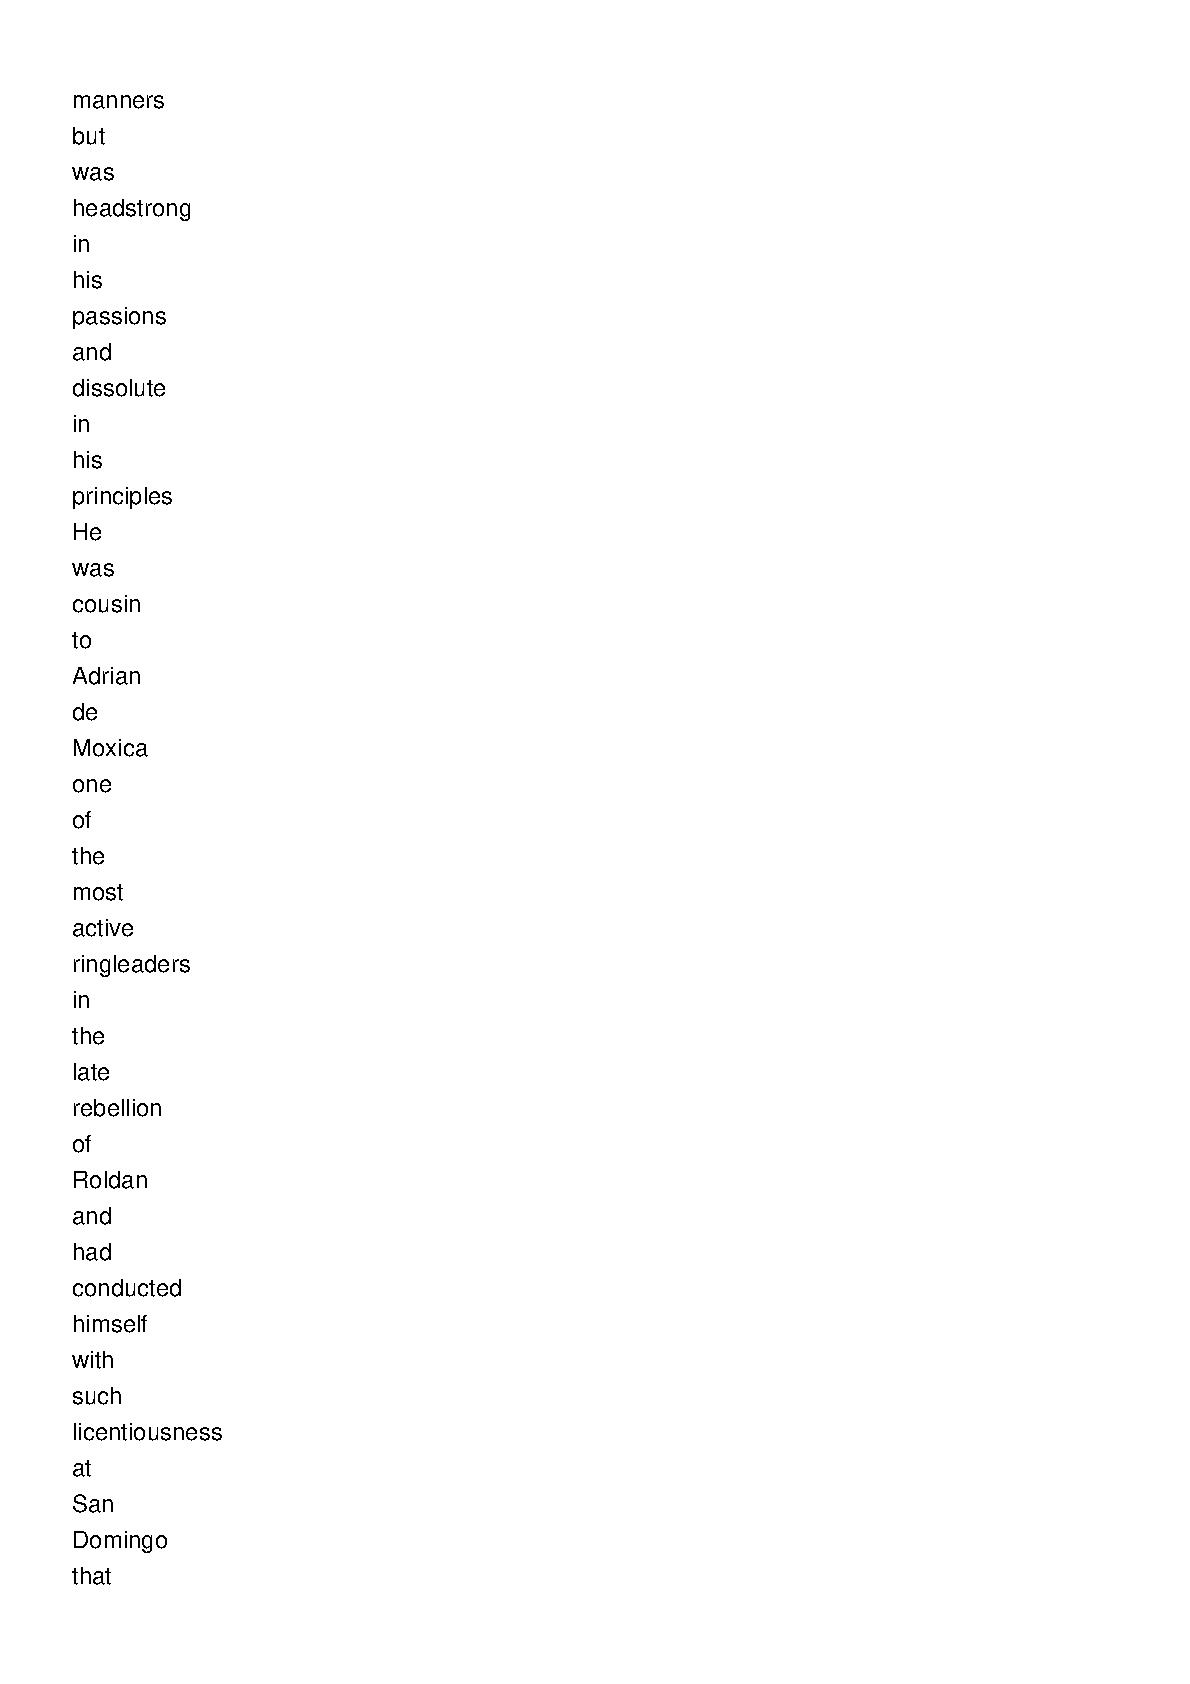 manners
but
was
headstrong
in
his
passions
and
dissolute
in
his
principles
He
was
cousin
to
Adrian
de
Moxica
one
of
the
most
active
ringleaders
in
the
late
rebellion
of
Roldan
and
had
conducted
himself
with
such
licentiousness
at
San
Domingo
that